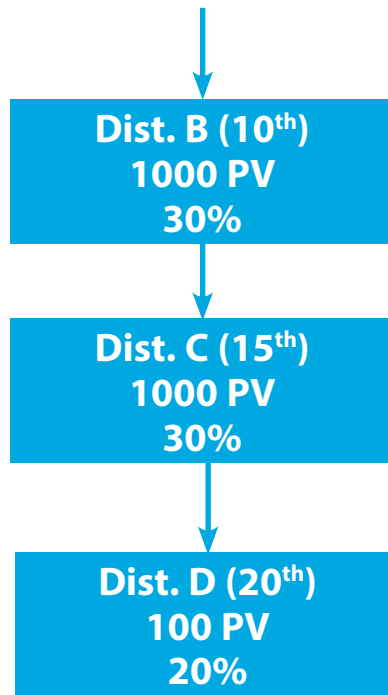 Dist. B (10th)
1000 PV
30%
Dist. C (15th)
1000 PV
30%
Dist. D (20th)
100 PV
20%